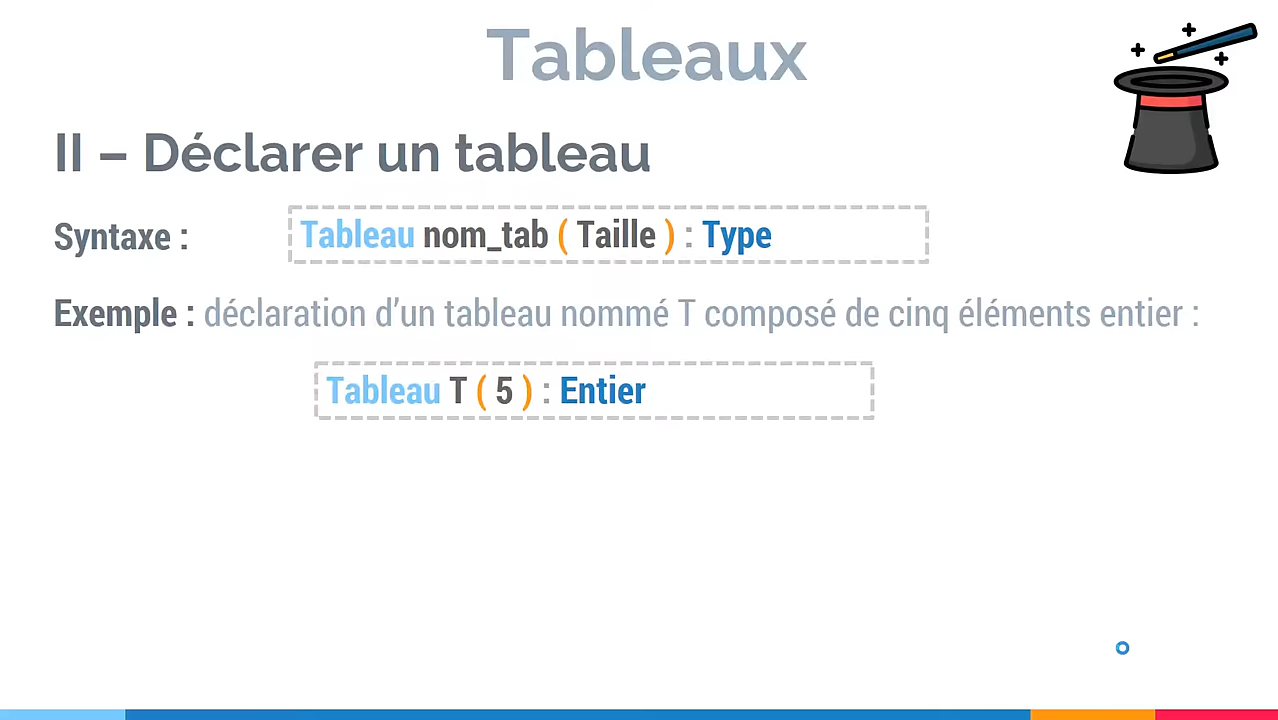 Tableaux
II – Déclarer un tableau
Syntaxe : Tableau nom_tab ( Taille ) : Type
Exemple : déclaration d’un tableau nommé T composé de cinq éléments entier :
Tableau T ( 5 ) : Entier